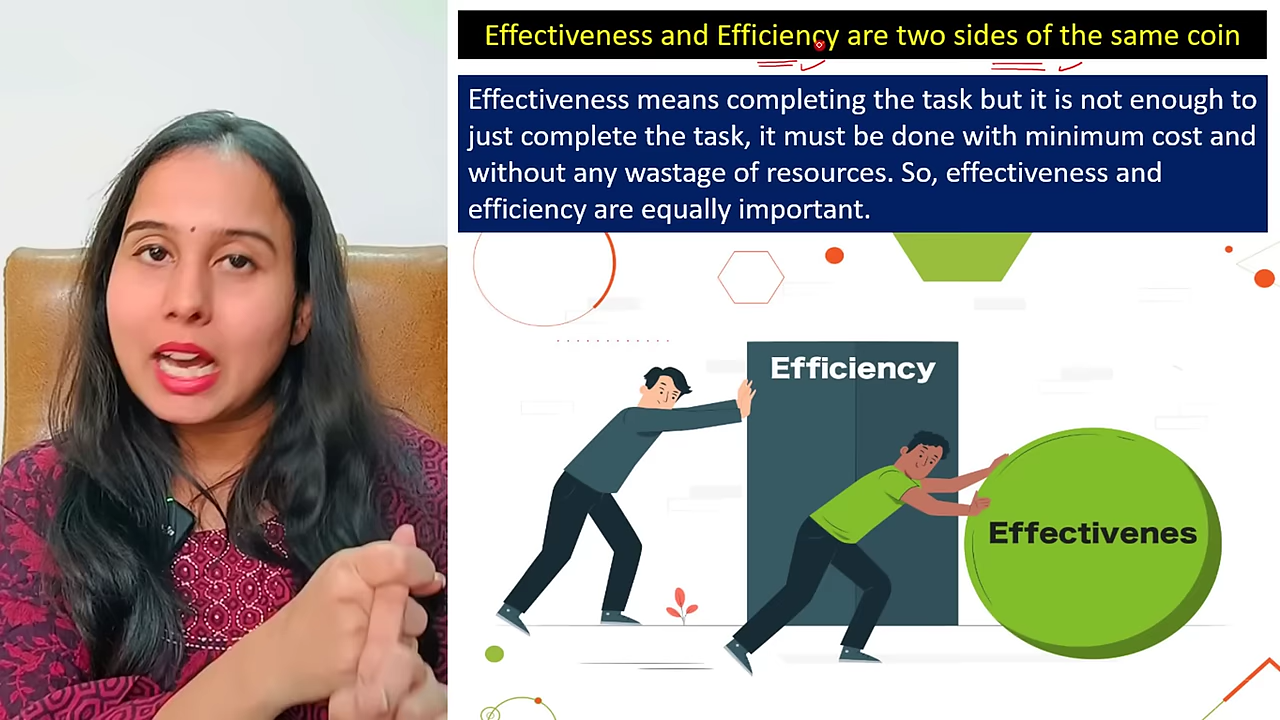 Effectiveness and Efficiency are two sides of the same coin
Effectiveness means completing the task but it is not enough to
just complete the task, it must be done with minimum cost and
without any wastage of resources. So, effectiveness and
efficiency are equally important.
Efficiency
Effectivenes